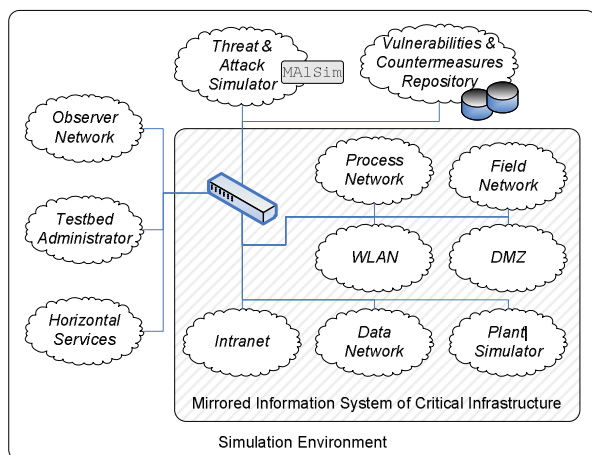 Threat &
Attack
Simulator
MAlSim
Vulnerabilities &
Countermeasures
Repository
Observer
Network
Process
Network
Field
Network
Testbed
Administrator
WLAN
DMZ
Horizontal
Services
Intranet
Data
Network
Plant
Simulator
Mirrored Information System of Critical Infrastructure
Simulation Environment